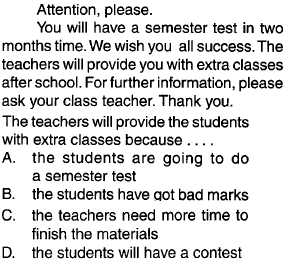 Attention, please.
You will have a semester test in two
months time. We wish you all success. The
teachers will provide you with extra classes
after school. For further information, please
ask your class teacher. Thank you.
The teachers will provide the students
with extra classes because . . . .
A. the students are going to do
a semester test
B. the students have got bad marks
C. the teachers need more time to
finish the materials
D. the students will have a contest